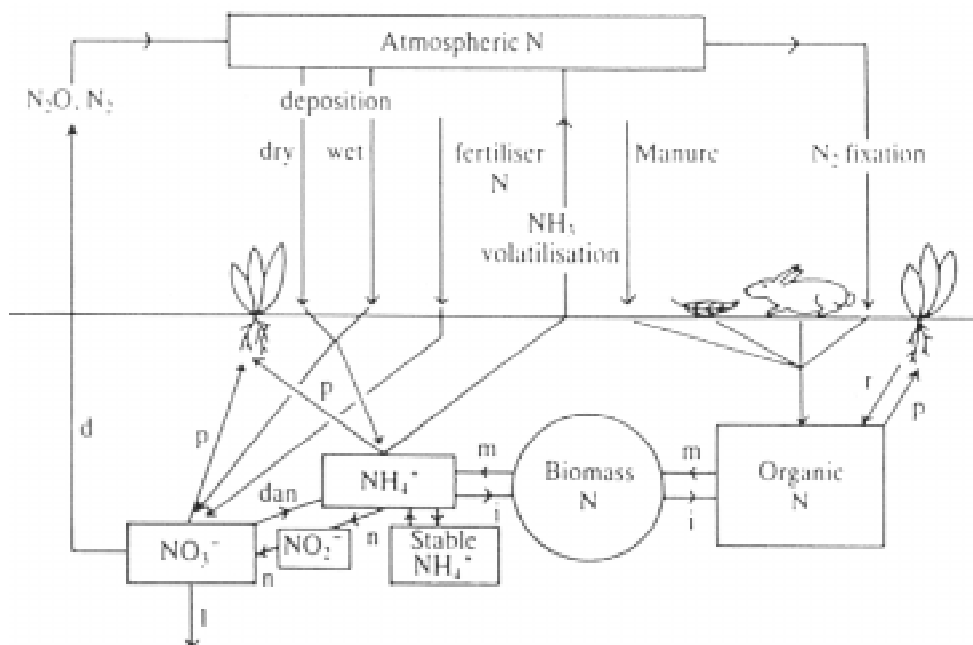 Atmospheric N
N₂O, N₂
deposition
dry
wet
fertiliser
N
Manure
N₂ fixation
NH₃
volatilisation
p
r
p
d
p
m
m
NH₄⁺
Biomass
N
Organic
N
dan
i
i
NO₃⁻
n
NO₂⁻
n
Stable
NH₄⁺
l